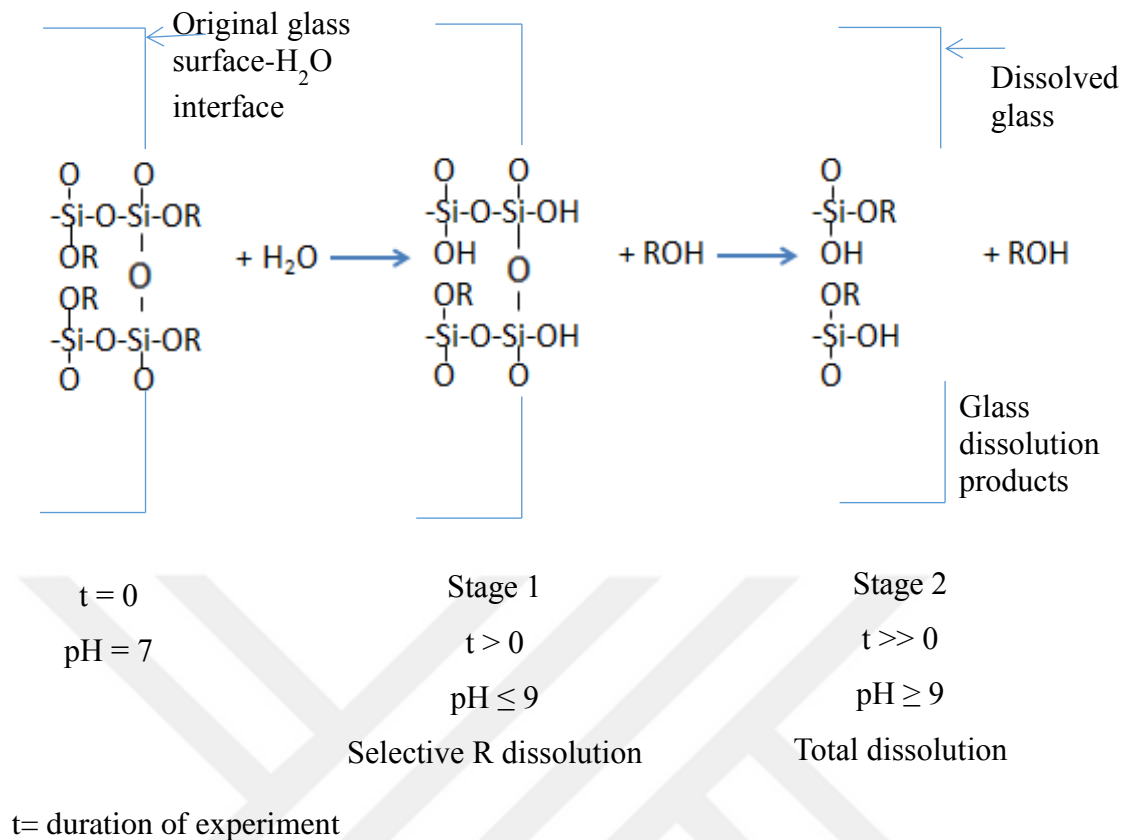 Original glass
surface-H₂O
interface
Dissolved
glass
O O
-Si-O-Si-OR
OR O
OR
-Si-O-Si-OR
O O
+ H₂O
O O
-Si-O-Si-OH
OH O
OR
-Si-O-Si-OH
O O
+ ROH
O
-Si-OR
OH
OR
-Si-OH
O
+ ROH
Glass
dissolution
products
t = 0
pH = 7
Stage 1
t > 0
pH ≤ 9
Selective R dissolution
Stage 2
t >> 0
pH ≥ 9
Total dissolution
t= duration of experiment